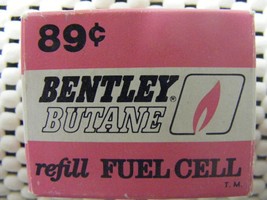 89¢
BENTLEY®
BUTANE
refill FUEL CELL
T. M.